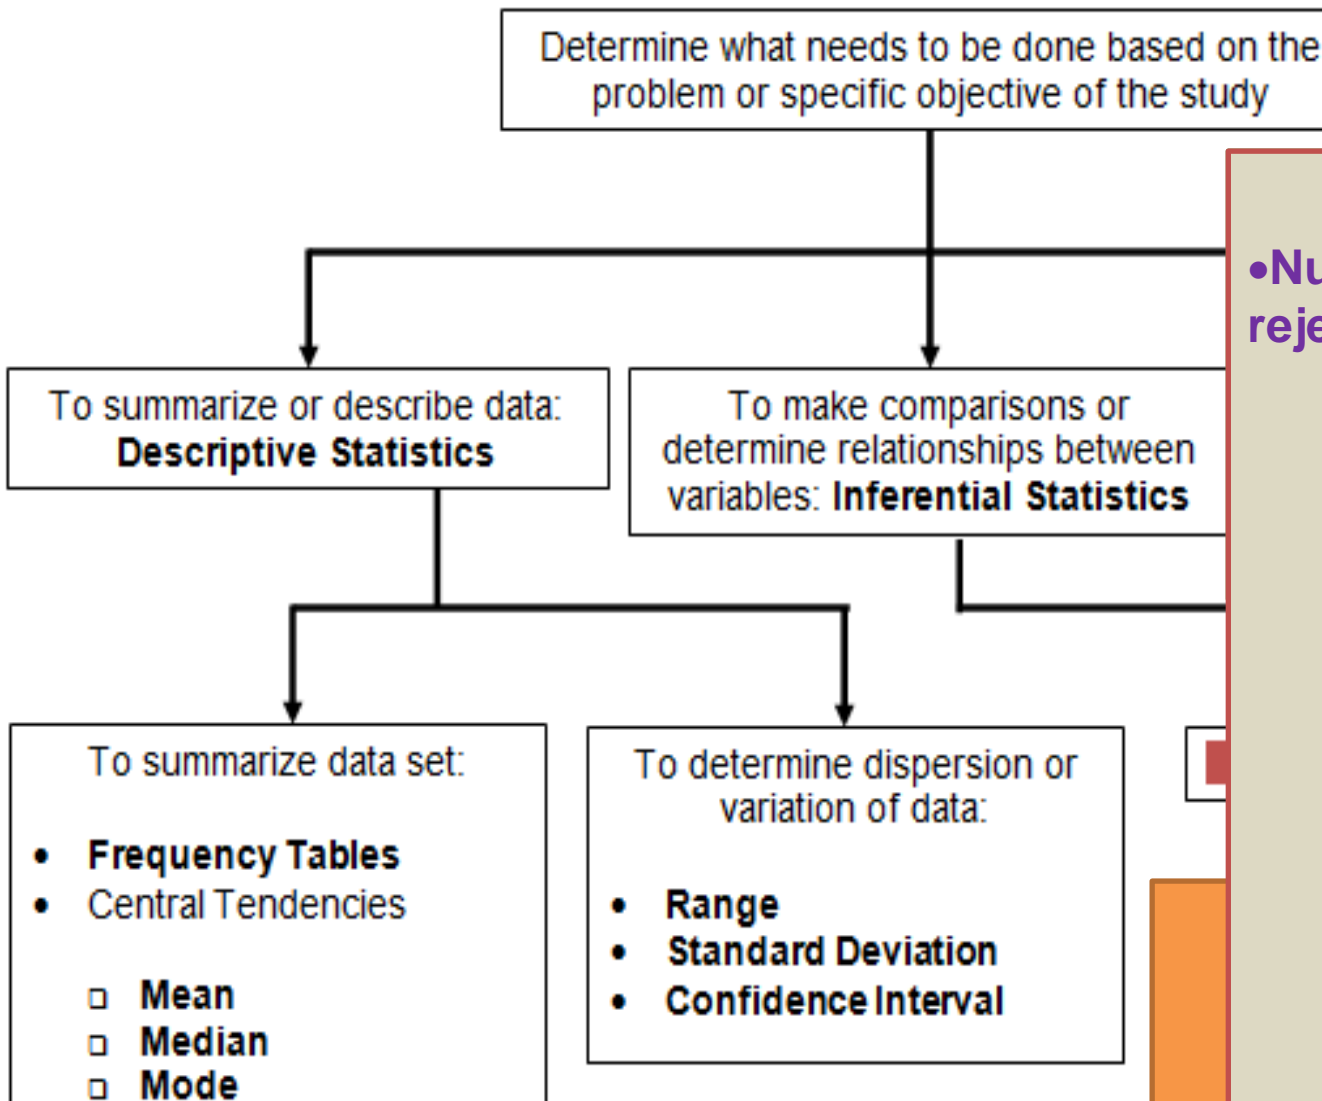 Determine what needs to be done based on the
problem or specific objective of the study
To summarize or describe data:
Descriptive Statistics
To make comparisons or
determine relationships between
variables: Inferential Statistics
To summarize data set:
• Frequency Tables
• Central Tendencies
Mean
Median
Mode
To determine dispersion or
variation of data:
• Range
• Standard Deviation
• Confidence Interval